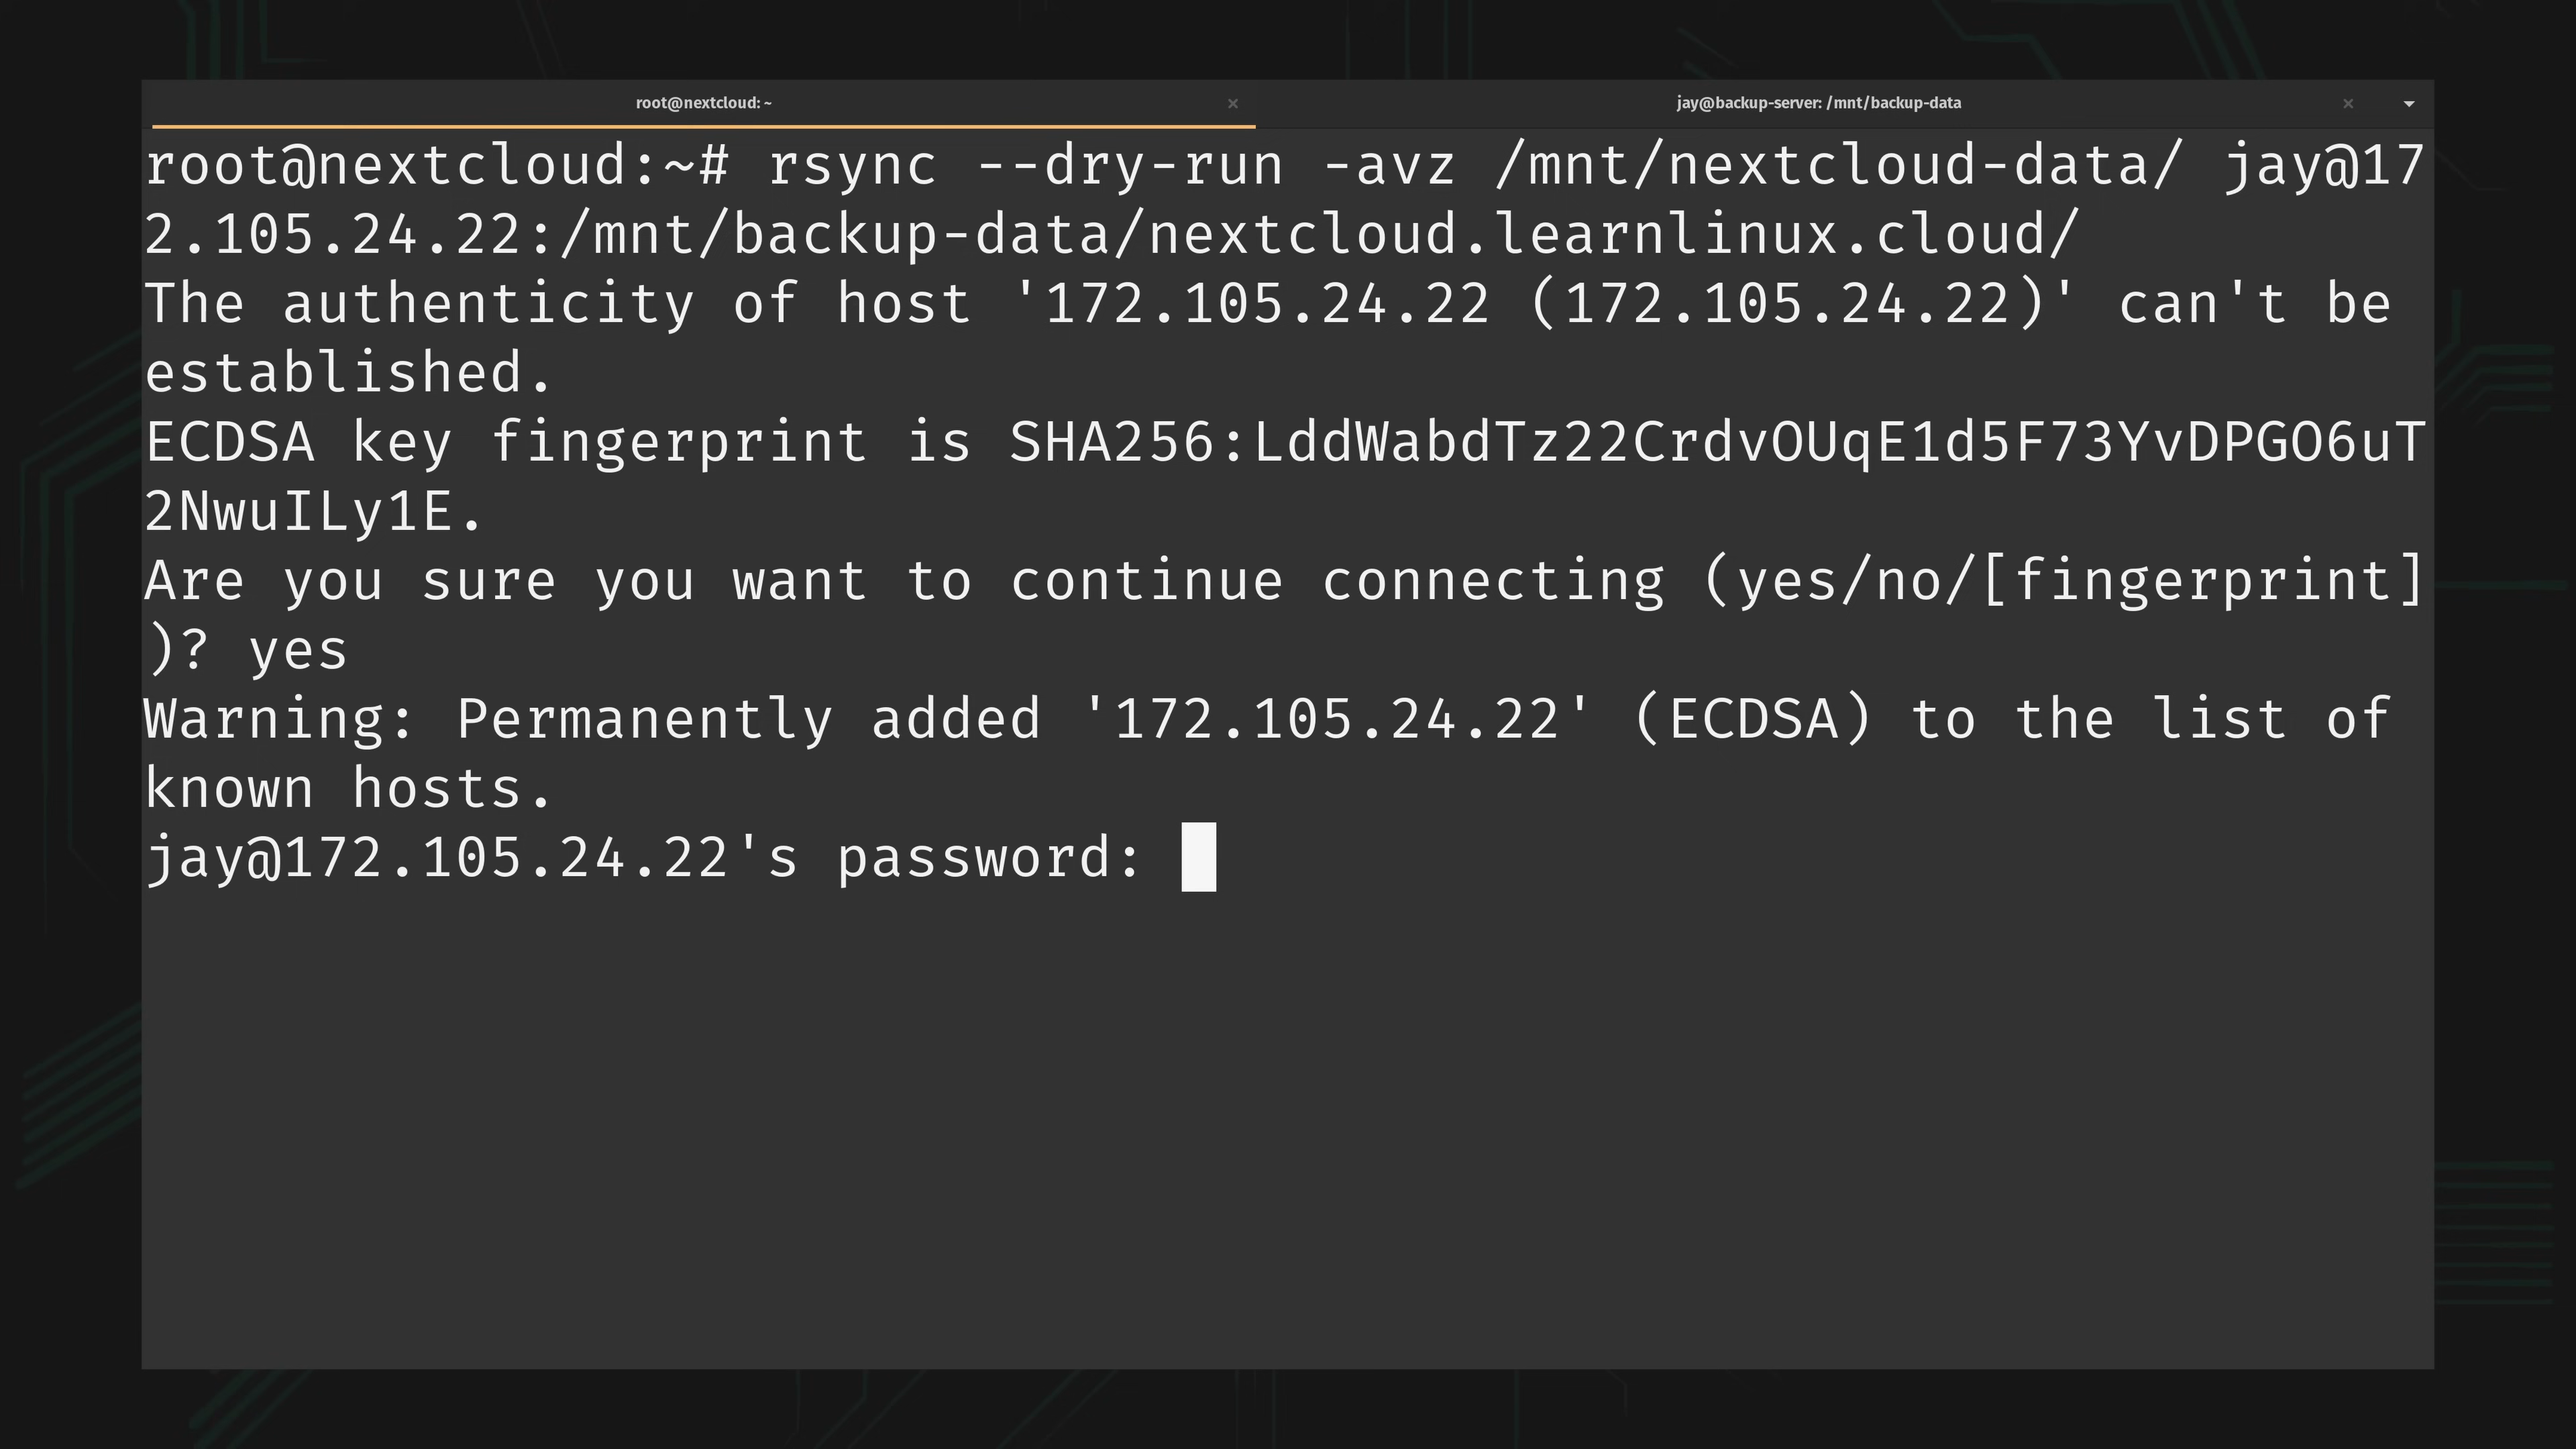 root@nextcloud: ~ × jay@backup-server: /mnt/backup-data ×
root@nextcloud:~# rsync --dry-run -avz /mnt/nextcloud-data/ jay@17
2.105.24.22:/mnt/backup-data/nextcloud.learnlinux.cloud/
The authenticity of host '172.105.24.22 (172.105.24.22)' can't be
established.
ECDSA key fingerprint is SHA256:LddWabdTz22CrdvOUqE1d5F73YvDPGO6uT
2NwuILy1E.
Are you sure you want to continue connecting (yes/no/[fingerprint]
)? yes
Warning: Permanently added '172.105.24.22' (ECDSA) to the list of
known hosts.
jay@172.105.24.22's password: